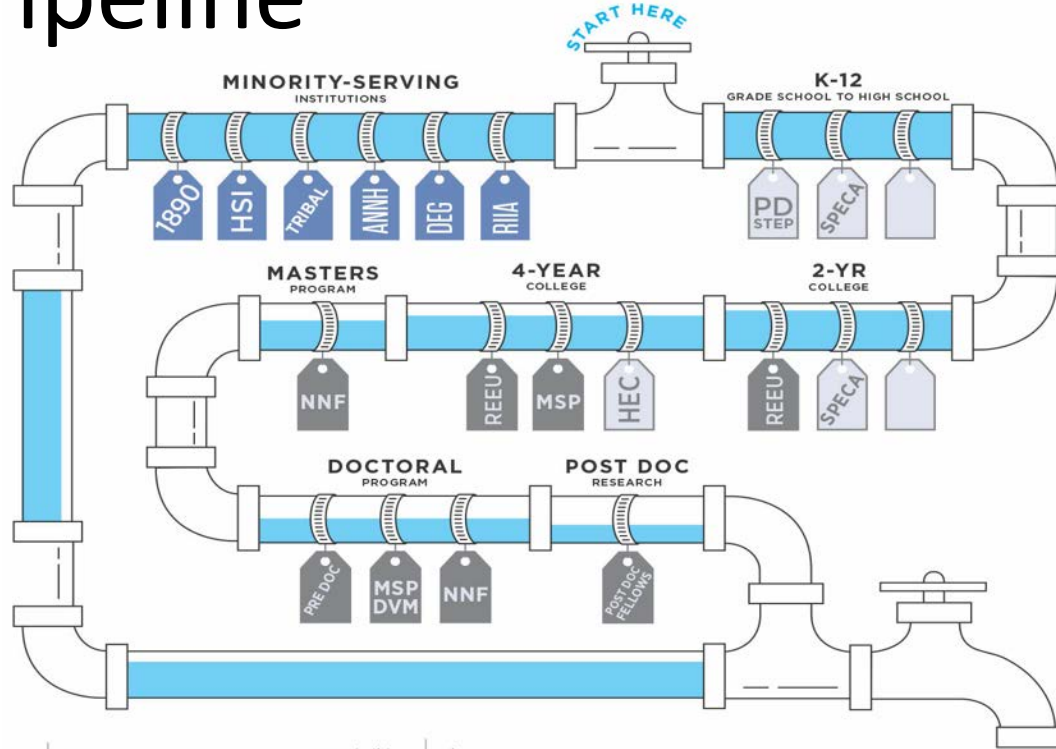 ipeline
START HERE
MINORITY-SERVING
INSTITUTIONS
K-12
GRADE SCHOOL TO HIGH SCHOOL
1890
HSI
TRIBAL
ANNH
DEG
RIIA
PD
STEP
SPECA
MASTERS
PROGRAM
4-YEAR
COLLEGE
2-YR
COLLEGE
NNF
REEU
MSP
HEC
REEU
SPECA
DOCTORAL
PROGRAM
POST DOC
RESEARCH
PRE DOC
MSP
DVM
NNF
POST DOC
FELLOWS